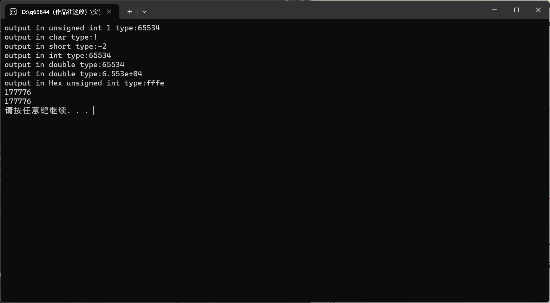 output in unsigned int 1 type:65534
output in char type:!
output in short type:-2
output in int type:65534
output in double type:65534
output in double type:6.553e+04
output in Hex unsigned int type:fffe
177776
177776
请按任意键继续. . .